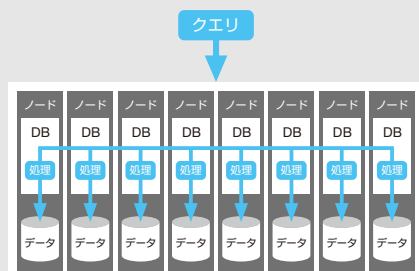 クエリ
ノード ノード ノード ノード ノード ノード ノード ノード
DB DB DB DB DB DB DB DB
処理 処理 処理 処理 処理 処理 処理 処理
データ データ データ データ データ データ データ データ